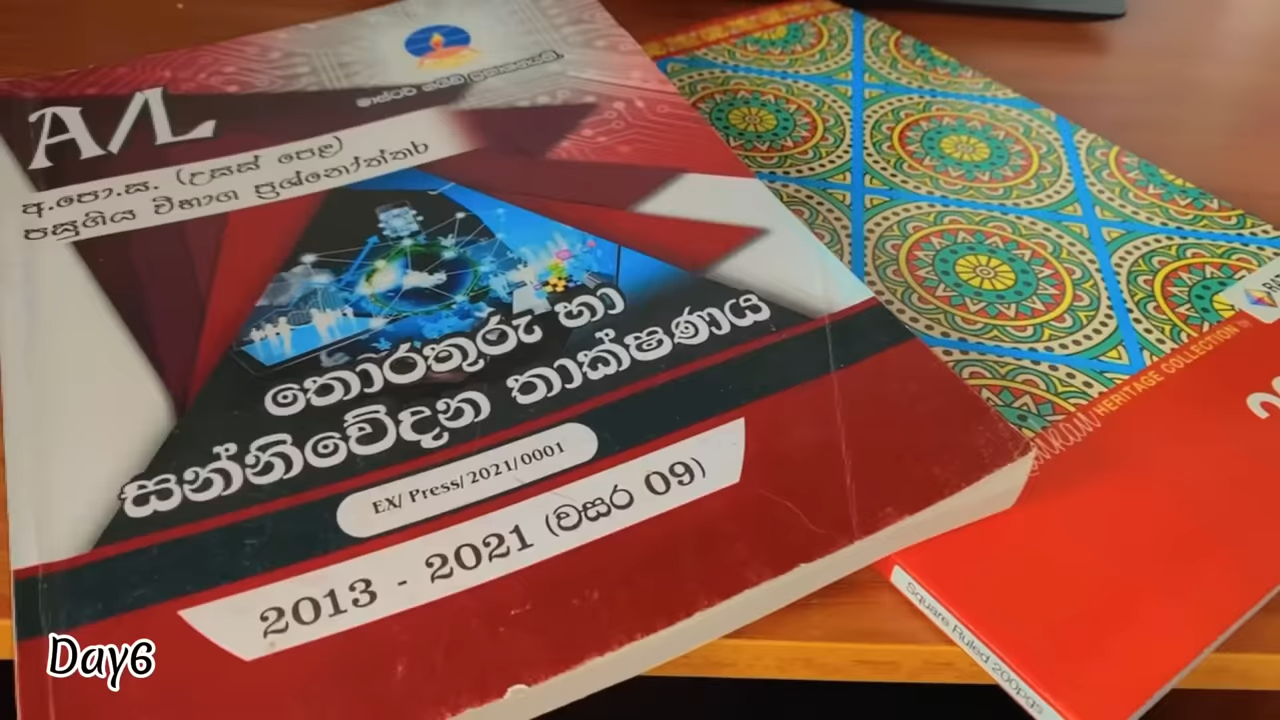 A/L
අ.පො.ස. (උසස් පෙළ)
පසුගිය විභාග ප්‍රශ්නෝත්තර
තොරතුරු හා
සන්නිවේදන තාක්ෂණය
EX/ Press/ 2021/ 0001
2013 - 2021 (වසර 09)
HERITAGE COLLECTION
Square Ruled 200pgs
Day6